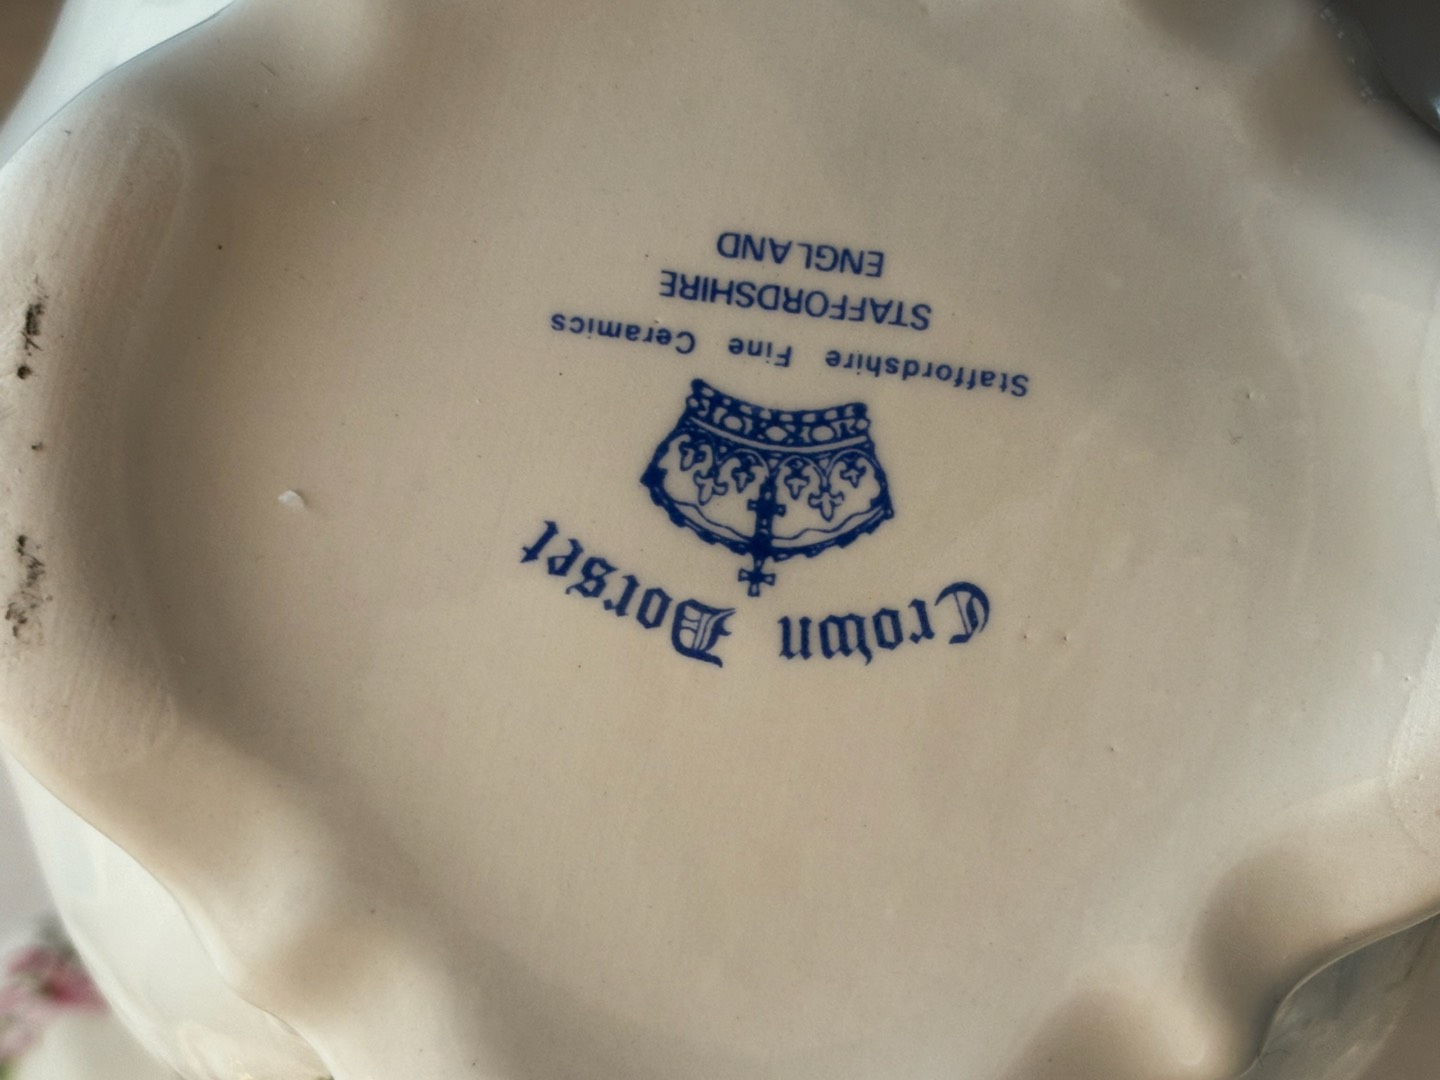 Crown Dorset
Staffordshire Fine Ceramics
STAFFORDSHIRE
ENGLAND